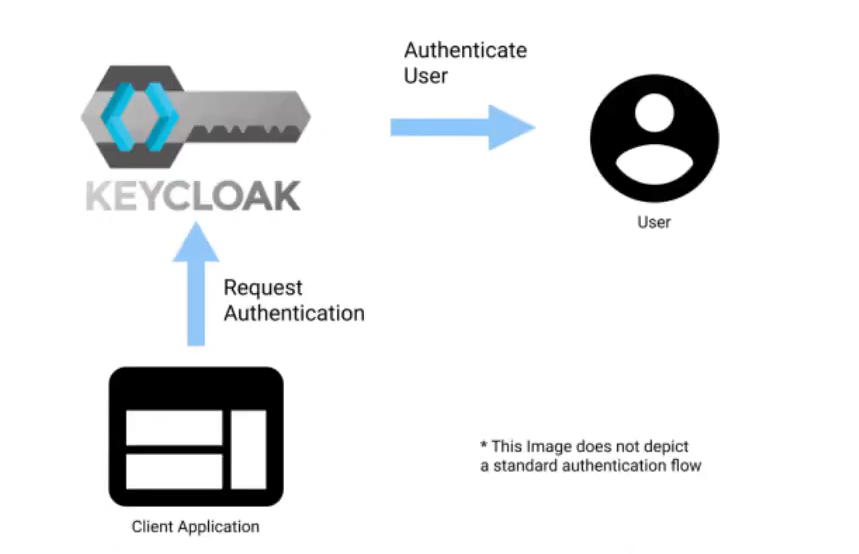 Authenticate
User
KEYCLOAK
User
Request
Authentication
* This Image does not depict
a standard authentication flow
Client Application